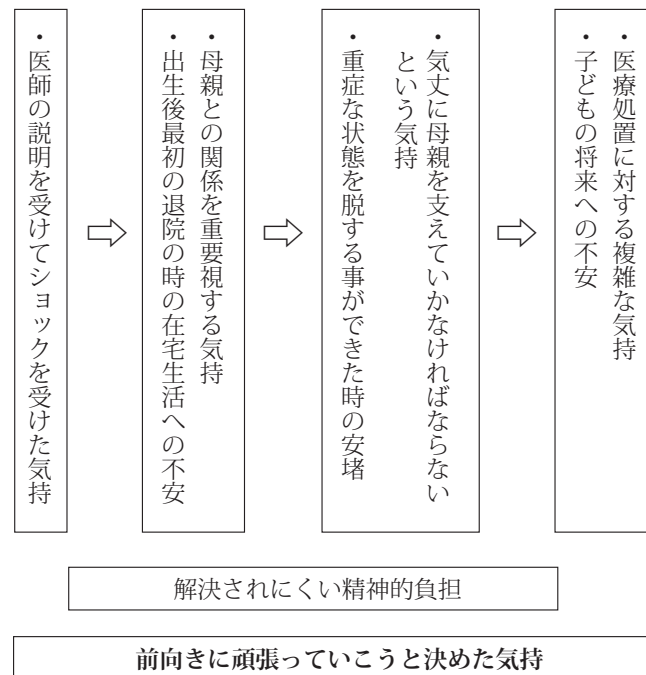 ・医師の説明を受けてショックを受けた気持
・母親との関係を重要視する気持
・出生後最初の退院の時の在宅生活への不安
・気丈に母親を支えていかなければならない
という気持
・重症な状態を脱する事ができた時の安堵
・医療処置に対する複雑な気持
・子どもの将来への不安
解決されにくい精神的負担
前向きに頑張っていこうと決めた気持